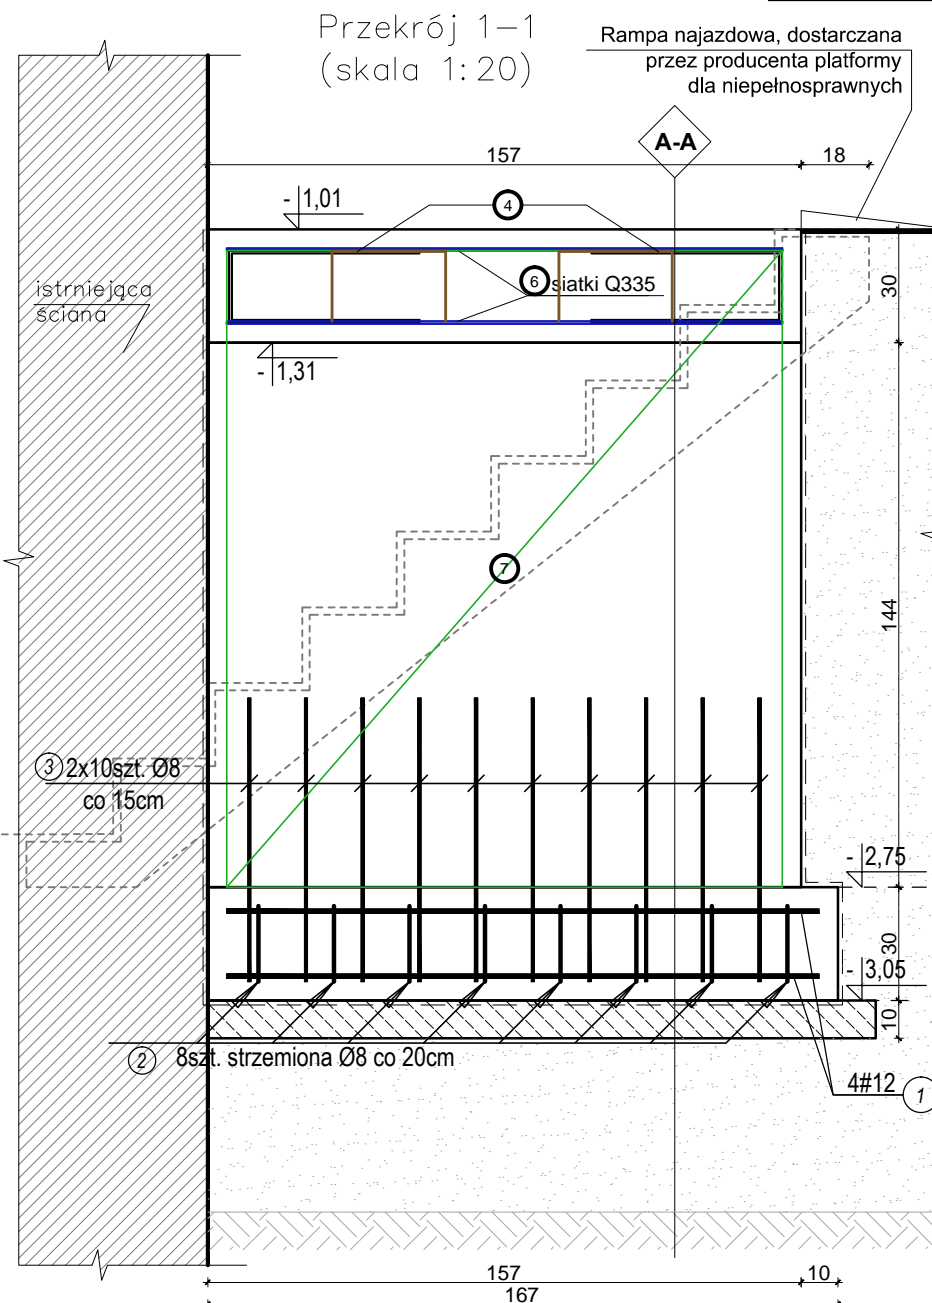 Przekrój 1-1
(skala 1:20)
Rampa najazdowa, dostarczana
przez producenta platformy
dla niepełnosprawnych
A-A
157
18
- 1,01
4
6
siatki Q335
istrniejąca
ściana
30
- 1,31
7
144
3
2x10szt. Ø8
co 15cm
- 2,75
30
- 3,05
10
2
8szt. strzemiona Ø8 co 20cm
4#12
1
157
10
167